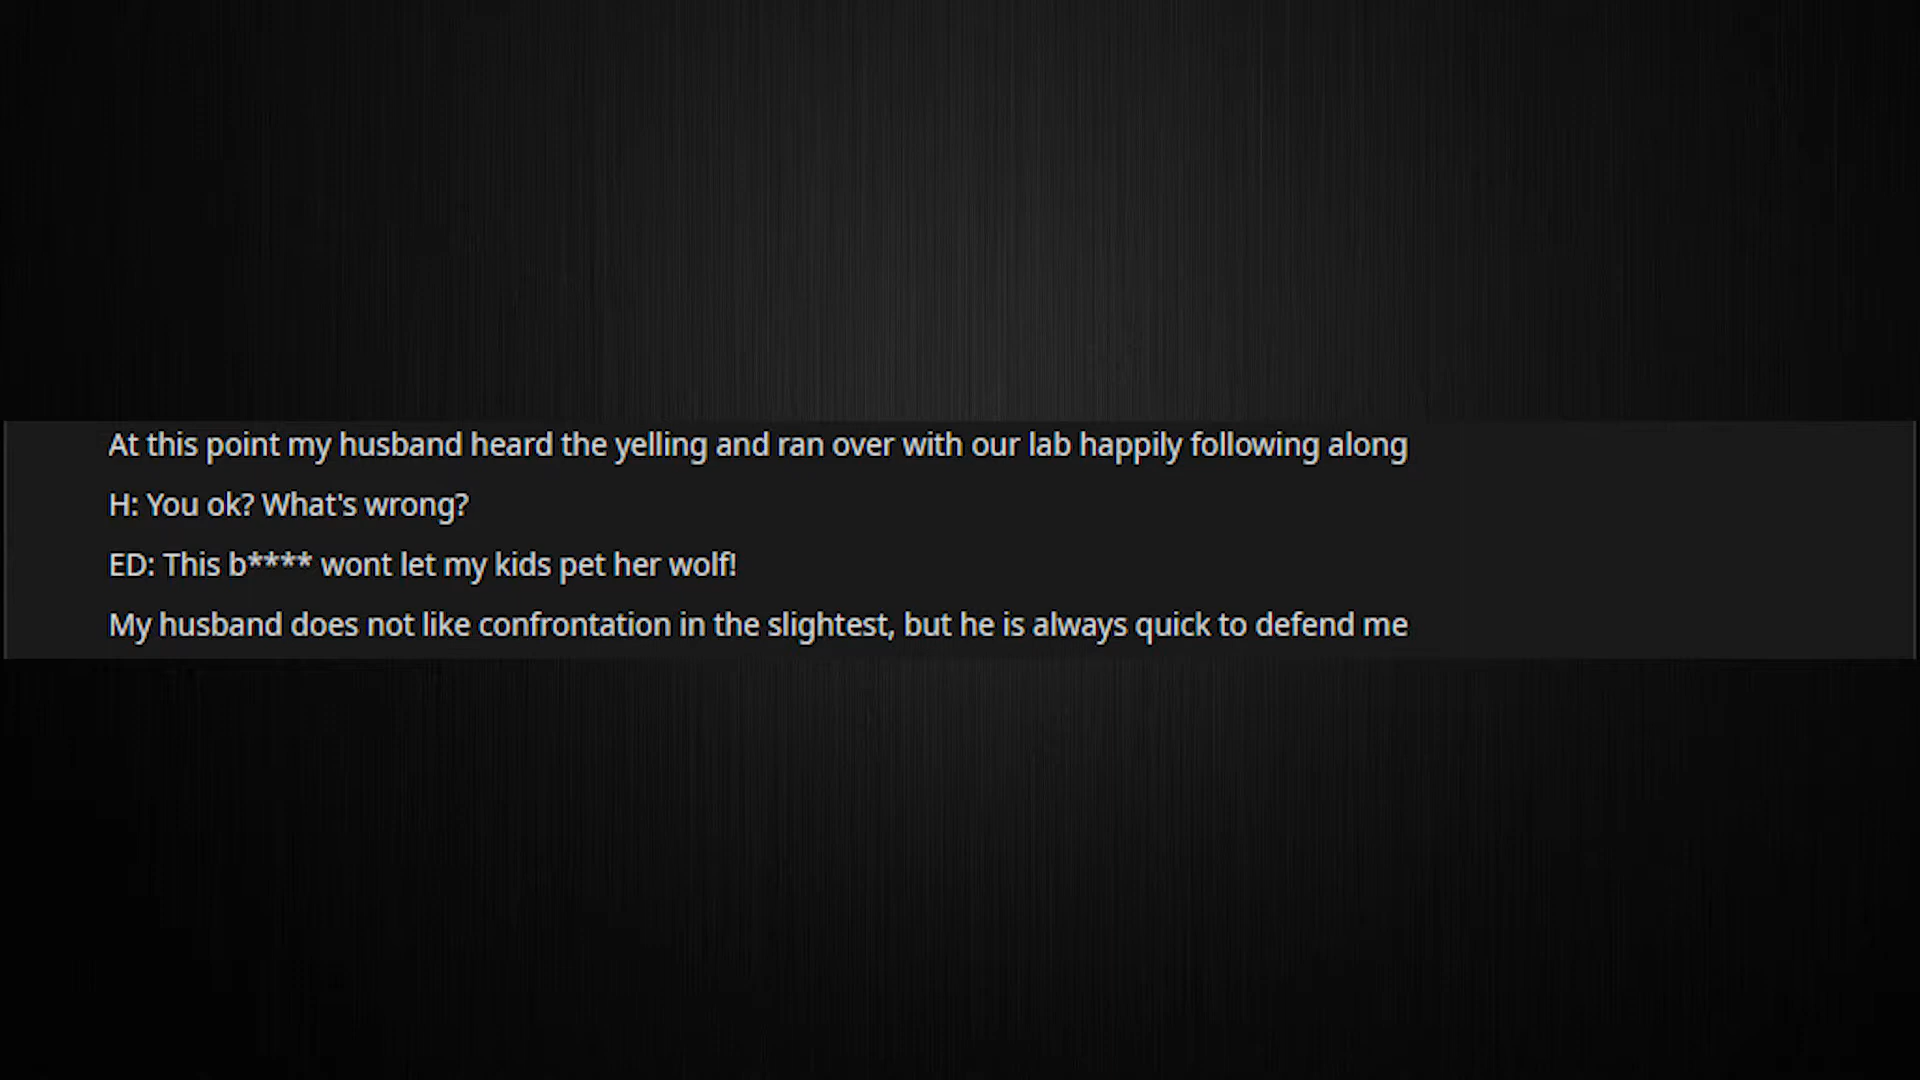 At this point my husband heard the yelling and ran over with our lab happily following along
H: You ok? What's wrong?
ED: This b**** wont let my kids pet her wolf!
My husband does not like confrontation in the slightest, but he is always quick to defend me